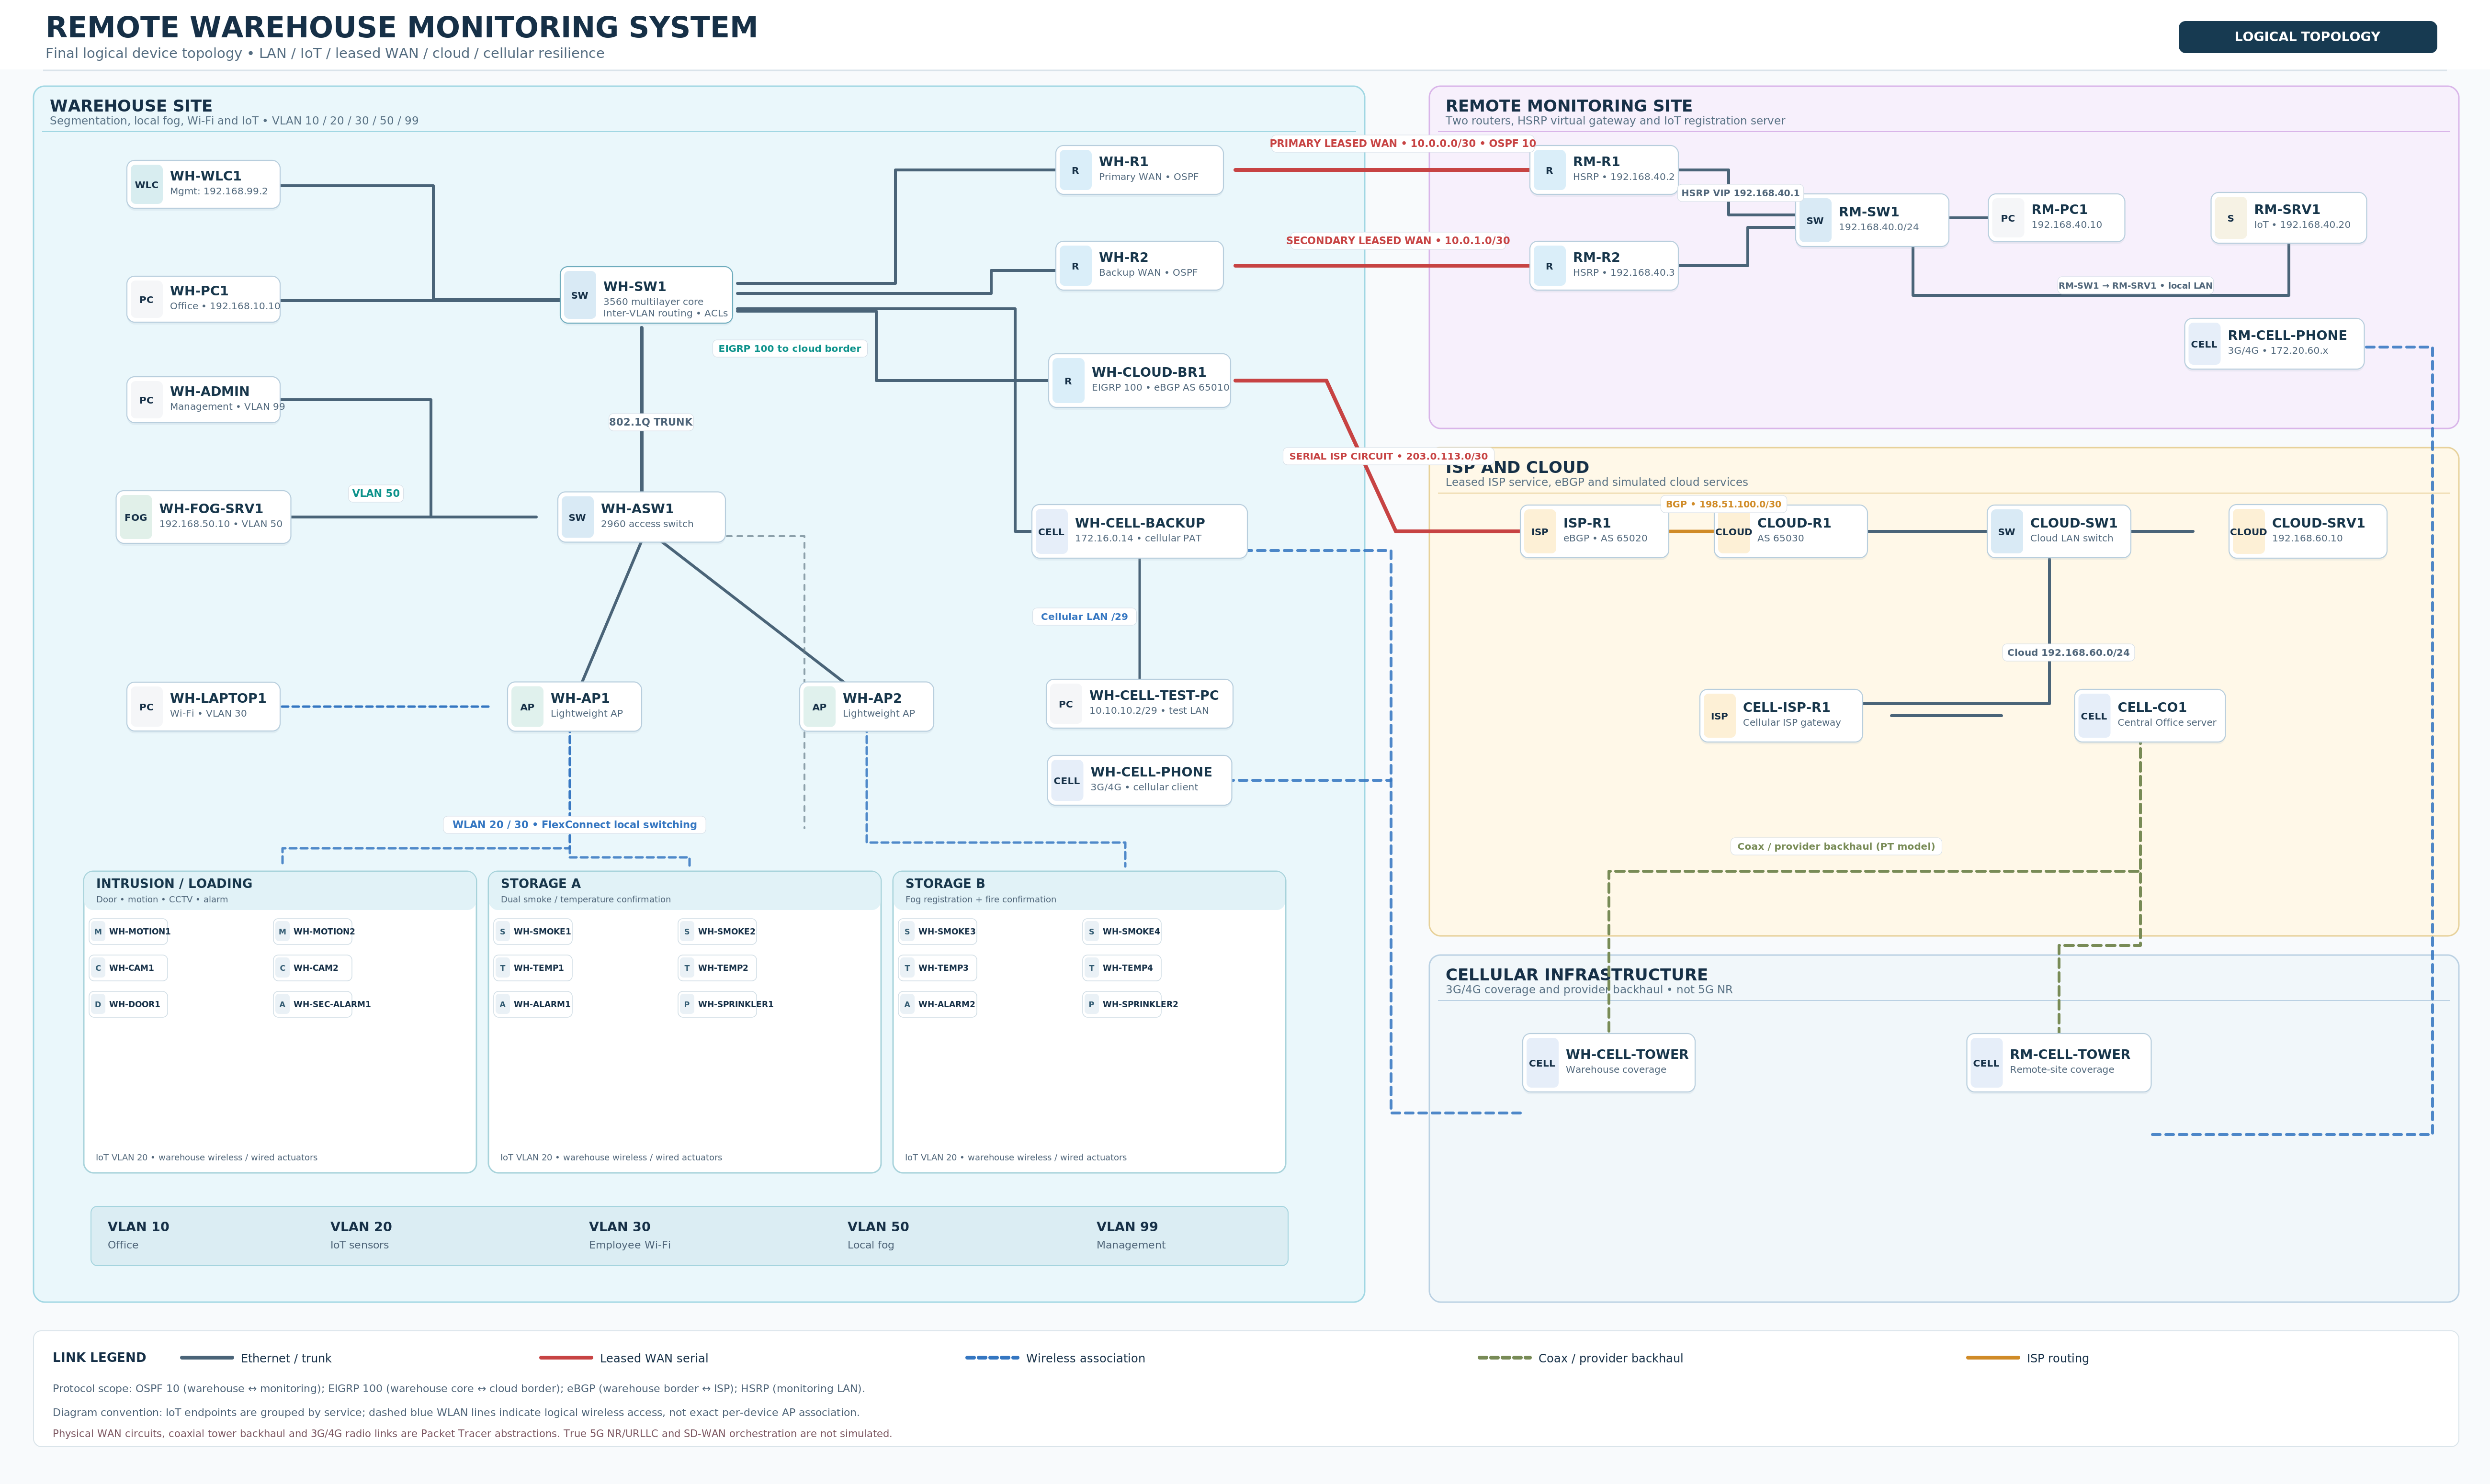 REMOTE WAREHOUSE MONITORING SYSTEM
Final logical device topology • LAN / IoT / leased WAN / cloud / cellular resilience
LOGICAL TOPOLOGY
WAREHOUSE SITE
Segmentation, local fog, Wi-Fi and IoT • VLAN 10 / 20 / 30 / 50 / 99
WLC
WH-WLC1
Mgmt: 192.168.99.2
PC
WH-PC1
Office • 192.168.10.10
PC
WH-ADMIN
Management • VLAN 99
VLAN 50
FOG
WH-FOG-SRV1
192.168.50.10 • VLAN 50
SW
WH-SW1
3560 multilayer core
Inter-VLAN routing • ACLs
EIGRP 100 to cloud border
802.1Q TRUNK
SW
WH-ASW1
2960 access switch
R
WH-R1
Primary WAN • OSPF
R
WH-R2
Backup WAN • OSPF
R
WH-CLOUD-BR1
EIGRP 100 • eBGP AS 65010
CELL
WH-CELL-BACKUP
172.16.0.14 • cellular PAT
Cellular LAN /29
PC
WH-LAPTOP1
Wi-Fi • VLAN 30
AP
WH-AP1
Lightweight AP
AP
WH-AP2
Lightweight AP
PC
WH-CELL-TEST-PC
10.10.10.2/29 • test LAN
CELL
WH-CELL-PHONE
3G/4G • cellular client
WLAN 20 / 30 • FlexConnect local switching
INTRUSION / LOADING
Door • motion • CCTV • alarm
M WH-MOTION1
M WH-MOTION2
C WH-CAM1
C WH-CAM2
D WH-DOOR1
A WH-SEC-ALARM1
IoT VLAN 20 • warehouse wireless / wired actuators
STORAGE A
Dual smoke / temperature confirmation
S WH-SMOKE1
S WH-SMOKE2
T WH-TEMP1
T WH-TEMP2
A WH-ALARM1
P WH-SPRINKLER1
IoT VLAN 20 • warehouse wireless / wired actuators
STORAGE B
Fog registration + fire confirmation
S WH-SMOKE3
S WH-SMOKE4
T WH-TEMP3
T WH-TEMP4
A WH-ALARM2
P WH-SPRINKLER2
IoT VLAN 20 • warehouse wireless / wired actuators
VLAN 10
Office
VLAN 20
IoT sensors
VLAN 30
Employee Wi-Fi
VLAN 50
Local fog
VLAN 99
Management
PRIMARY LEASED WAN • 10.0.0.0/30 • OSPF 10
SECONDARY LEASED WAN • 10.0.1.0/30
SERIAL ISP CIRCUIT • 203.0.113.0/30
REMOTE MONITORING SITE
Two routers, HSRP virtual gateway and IoT registration server
R
RM-R1
HSRP • 192.168.40.2
HSRP VIP 192.168.40.1
R
RM-R2
HSRP • 192.168.40.3
SW
RM-SW1
192.168.40.0/24
PC
RM-PC1
192.168.40.10
S
RM-SRV1
IoT • 192.168.40.20
RM-SW1 → RM-SRV1 • local LAN
CELL
RM-CELL-PHONE
3G/4G • 172.20.60.x
ISP AND CLOUD
Leased ISP service, eBGP and simulated cloud services
BGP • 198.51.100.0/30
ISP
ISP-R1
eBGP • AS 65020
CLOUD
CLOUD-R1
AS 65030
SW
CLOUD-SW1
Cloud LAN switch
CLOUD
CLOUD-SRV1
192.168.60.10
Cloud 192.168.60.0/24
ISP
CELL-ISP-R1
Cellular ISP gateway
CELL
CELL-CO1
Central Office server
Coax / provider backhaul (PT model)
CELLULAR INFRASTRUCTURE
3G/4G coverage and provider backhaul • not 5G NR
CELL
WH-CELL-TOWER
Warehouse coverage
CELL
RM-CELL-TOWER
Remote-site coverage
LINK LEGEND
Ethernet / trunk
Leased WAN serial
Wireless association
Coax / provider backhaul
ISP routing
Protocol scope: OSPF 10 (warehouse ↔ monitoring); EIGRP 100 (warehouse core ↔ cloud border); eBGP (warehouse border ↔ ISP); HSRP (monitoring LAN).
Diagram convention: IoT endpoints are grouped by service; dashed blue WLAN lines indicate logical wireless access, not exact per-device AP association.
Physical WAN circuits, coaxial tower backhaul and 3G/4G radio links are Packet Tracer abstractions. True 5G NR/URLLC and SD-WAN orchestration are not simulated.